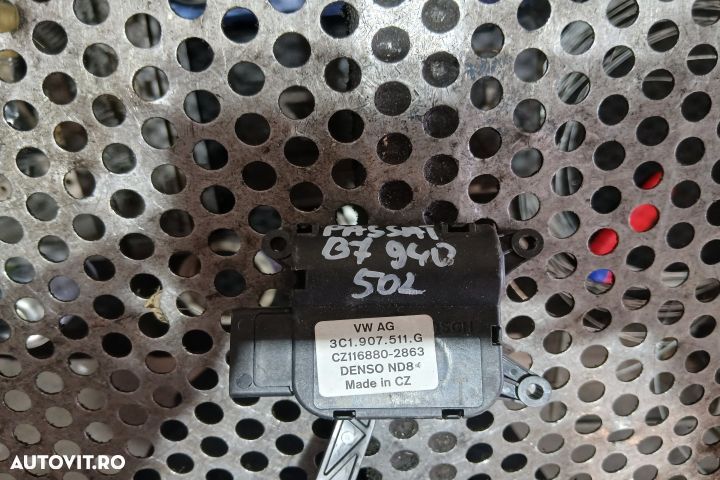 PASSAT
B7 940
50L
VW AG
3C1.907.511.G
CZ116880-2863
DENSO ND8
Made in CZ
AUTOVIT.RO